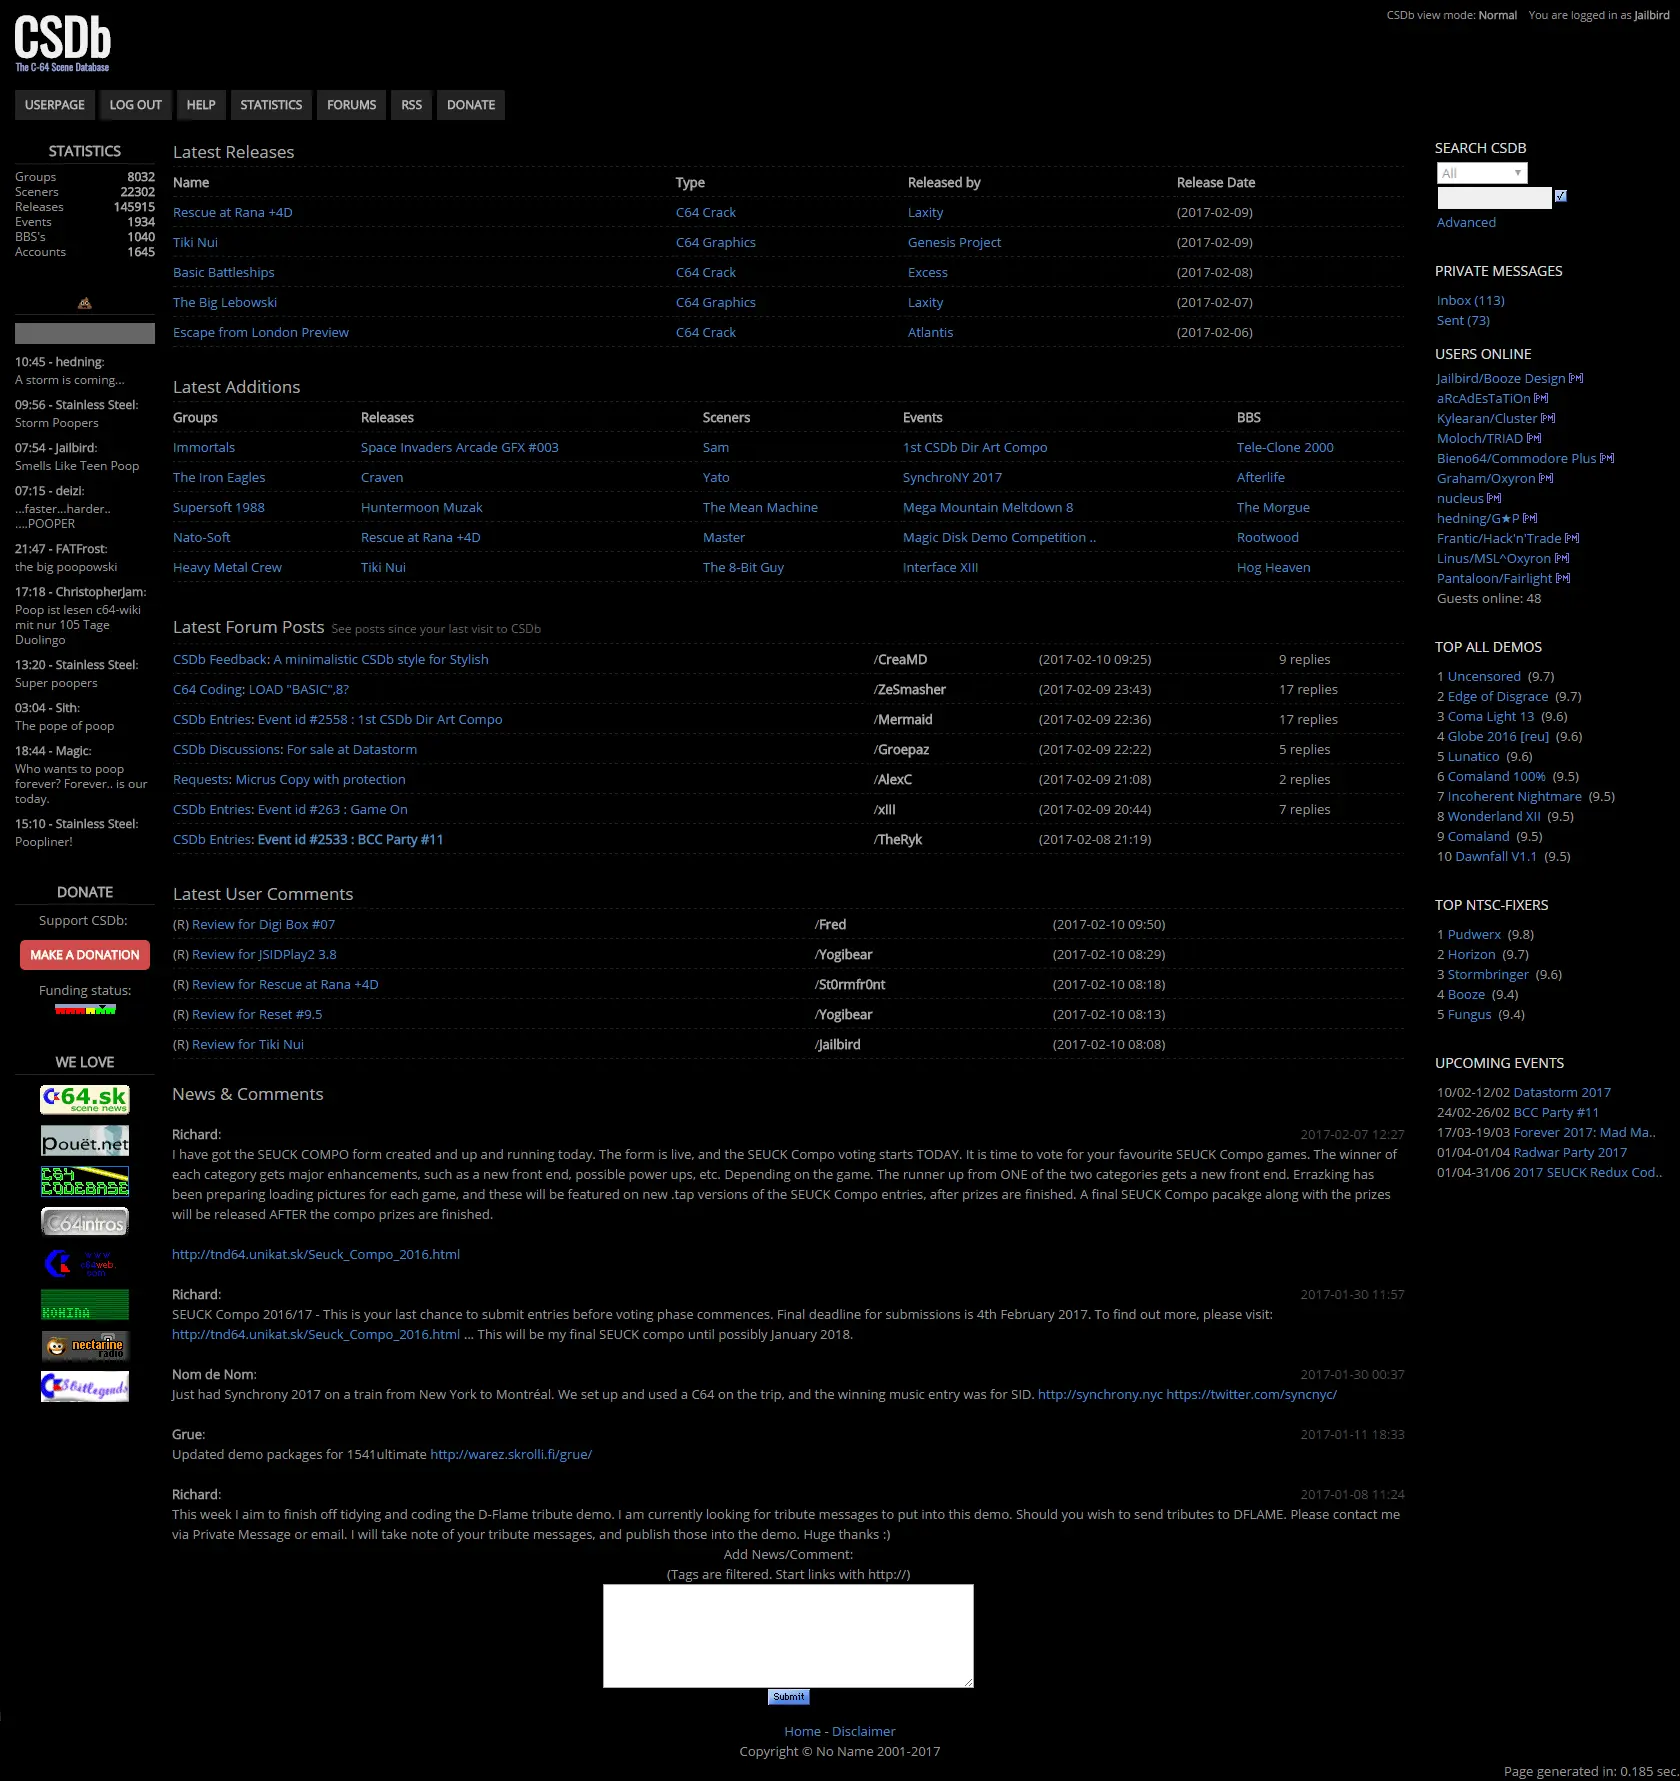 CSDb
The C-64 Scene Database
CSDb view mode: Normal You are logged in as Jailbird
USERPAGE LOG OUT HELP STATISTICS FORUMS RSS DONATE
STATISTICS
Groups 8032
Sceners 22302
Releases 145915
Events 1934
BBS's 1040
Accounts 1645
10:45 - hedning:
A storm is coming...
09:56 - Stainless Steel:
Storm Poopers
07:54 - Jailbird:
Smells Like Teen Poop
07:15 - deizi:
...faster...harder..
....POOPER
21:47 - FATFrost:
the big poopowski
17:18 - ChristopherJam:
Poop ist lesen c64-wiki
mit nur 105 Tage
Duolingo
13:20 - Stainless Steel:
Super poopers
03:04 - Sith:
The pope of poop
18:44 - Magic:
Who wants to poop
forever? Forever.. is our
today.
15:10 - Stainless Steel:
Poopliner!
DONATE
Support CSDb:
MAKE A DONATION
Funding status:
WE LOVE
C64.sk
scene news
pouët.net
C64
CODEBASE
C64intros
www
c64web.
com
KOHINA
nectarine
radio
C=8bitlegends
Latest Releases
Name Type Released by Release Date
Rescue at Rana +4D C64 Crack Laxity (2017-02-09)
Tiki Nui C64 Graphics Genesis Project (2017-02-09)
Basic Battleships C64 Crack Excess (2017-02-08)
The Big Lebowski C64 Graphics Laxity (2017-02-07)
Escape from London Preview C64 Crack Atlantis (2017-02-06)
Latest Additions
Groups Releases Sceners Events BBS
Immortals Space Invaders Arcade GFX #003 Sam 1st CSDb Dir Art Compo Tele-Clone 2000
The Iron Eagles Craven Yato SynchroNY 2017 Afterlife
Supersoft 1988 Huntermoon Muzak The Mean Machine Mega Mountain Meltdown 8 The Morgue
Nato-Soft Rescue at Rana +4D Master Magic Disk Demo Competition .. Rootwood
Heavy Metal Crew Tiki Nui The 8-Bit Guy Interface XIII Hog Heaven
Latest Forum Posts See posts since your last visit to CSDb
CSDb Feedback: A minimalistic CSDb style for Stylish /CreaMD (2017-02-10 09:25) 9 replies
C64 Coding: LOAD "BASIC",8? /ZeSmasher (2017-02-09 23:43) 17 replies
CSDb Entries: Event id #2558 : 1st CSDb Dir Art Compo /Mermaid (2017-02-09 22:36) 17 replies
CSDb Discussions: For sale at Datastorm /Groepaz (2017-02-09 22:22) 5 replies
Requests: Micrus Copy with protection /AlexC (2017-02-09 21:08) 2 replies
CSDb Entries: Event id #263 : Game On /xIII (2017-02-09 20:44) 7 replies
CSDb Entries: Event id #2533 : BCC Party #11 /TheRyk (2017-02-08 21:19)
Latest User Comments
(R) Review for Digi Box #07 /Fred (2017-02-10 09:50)
(R) Review for JSIDPlay2 3.8 /Yogibear (2017-02-10 08:29)
(R) Review for Rescue at Rana +4D /St0rmfr0nt (2017-02-10 08:18)
(R) Review for Reset #9.5 /Yogibear (2017-02-10 08:13)
(R) Review for Tiki Nui /Jailbird (2017-02-10 08:08)
News & Comments
Richard: 2017-02-07 12:27
I have got the SEUCK COMPO form created and up and running today. The form is live, and the SEUCK Compo voting starts TODAY. It is time to vote for your favourite SEUCK Compo games. The winner of
each category gets major enhancements, such as a new front end, possible power ups, etc. Depending on the game. The runner up from ONE of the two categories gets a new front end. Errazking has
been preparing loading pictures for each game, and these will be featured on new .tap versions of the SEUCK Compo entries, after prizes are finished. A final SEUCK Compo pacakge along with the prizes
will be released AFTER the compo prizes are finished.
http://tnd64.unikat.sk/Seuck_Compo_2016.html
Richard: 2017-01-30 11:57
SEUCK Compo 2016/17 - This is your last chance to submit entries before voting phase commences. Final deadline for submissions is 4th February 2017. To find out more, please visit:
http://tnd64.unikat.sk/Seuck_Compo_2016.html ... This will be my final SEUCK compo until possibly January 2018.
Nom de Nom: 2017-01-30 00:37
Just had Synchrony 2017 on a train from New York to Montréal. We set up and used a C64 on the trip, and the winning music entry was for SID. http://synchrony.nyc https://twitter.com/syncnyc/
Grue: 2017-01-11 18:33
Updated demo packages for 1541ultimate http://warez.skrolli.fi/grue/
Richard: 2017-01-08 11:24
This week I aim to finish off tidying and coding the D-Flame tribute demo. I am currently looking for tribute messages to put into this demo. Should you wish to send tributes to DFLAME. Please contact me
via Private Message or email. I will take note of your tribute messages, and publish those into the demo. Huge thanks :)
Add News/Comment:
(Tags are filtered. Start links with http://)
Submit
SEARCH CSDB
All
Advanced
PRIVATE MESSAGES
Inbox (113)
Sent (73)
USERS ONLINE
Jailbird/Booze Design [PM]
aRcAdEsTaTiOn [PM]
Kylearan/Cluster [PM]
Moloch/TRIAD [PM]
Bieno64/Commodore Plus [PM]
Graham/Oxyron [PM]
nucleus [PM]
hedning/G★P [PM]
Frantic/Hack'n'Trade [PM]
Linus/MSL^Oxyron [PM]
Pantaloon/Fairlight [PM]
Guests online: 48
TOP ALL DEMOS
1 Uncensored (9.7)
2 Edge of Disgrace (9.7)
3 Coma Light 13 (9.6)
4 Globe 2016 [reu] (9.6)
5 Lunatico (9.6)
6 Comaland 100% (9.5)
7 Incoherent Nightmare (9.5)
8 Wonderland XII (9.5)
9 Comaland (9.5)
10 Dawnfall V1.1 (9.5)
TOP NTSC-FIXERS
1 Pudwerx (9.8)
2 Horizon (9.7)
3 Stormbringer (9.6)
4 Booze (9.4)
5 Fungus (9.4)
UPCOMING EVENTS
10/02-12/02 Datastorm 2017
24/02-26/02 BCC Party #11
17/03-19/03 Forever 2017: Mad Ma..
01/04-01/04 Radwar Party 2017
01/04-31/06 2017 SEUCK Redux Cod..
Home - Disclaimer
Copyright © No Name 2001-2017
Page generated in: 0.185 sec.